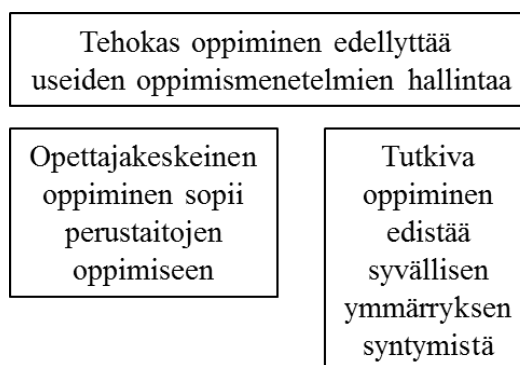 Tehokas oppiminen edellyttää
useiden oppimismenetelmien hallintaa
Opettajakeskeinen
oppiminen sopii
perustaitojen
oppimiseen
Tutkiva
oppiminen
edistää
syvällisen
ymmärryksen
syntymistä